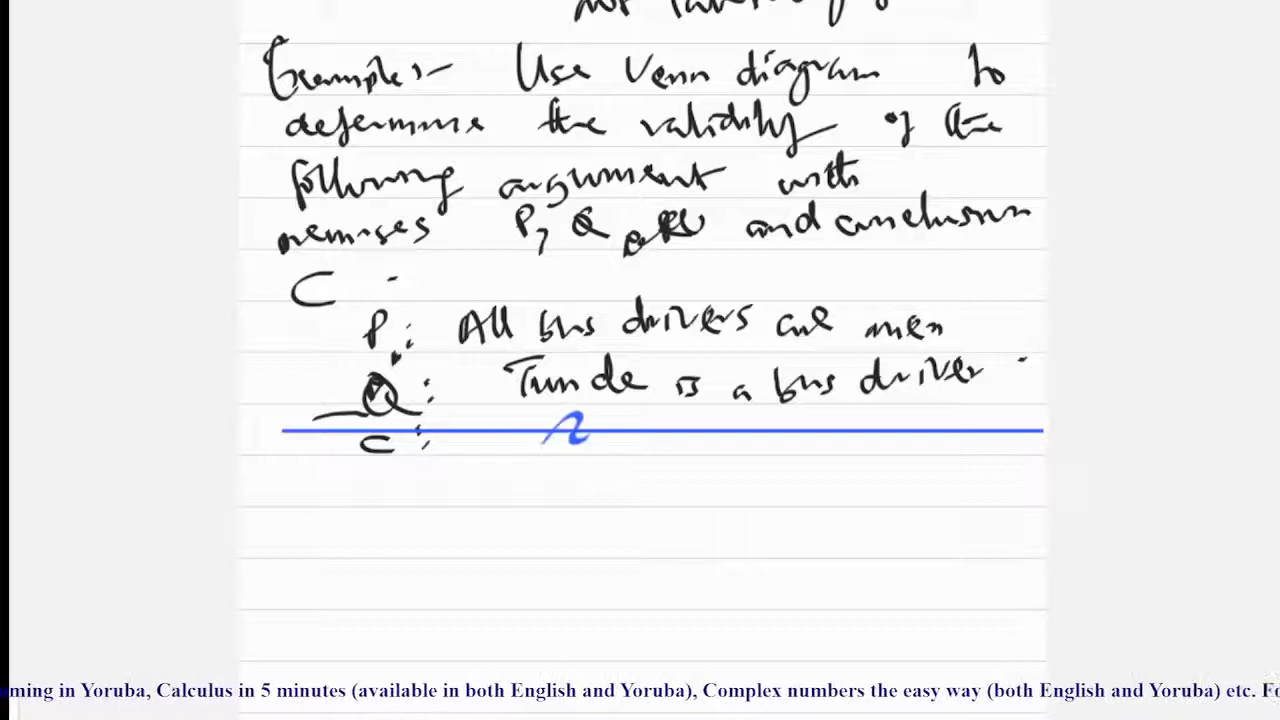 Example:- Use Venn diagram to
determine the validity of the
following argument with
premises P, Q and conclusion
C.
P: All bus drivers are men
Q: Tunde is a bus driver.
C:
mming in Yoruba, Calculus in 5 minutes (available in both English and Yoruba), Complex numbers the easy way (both English and Yoruba) etc. Fo